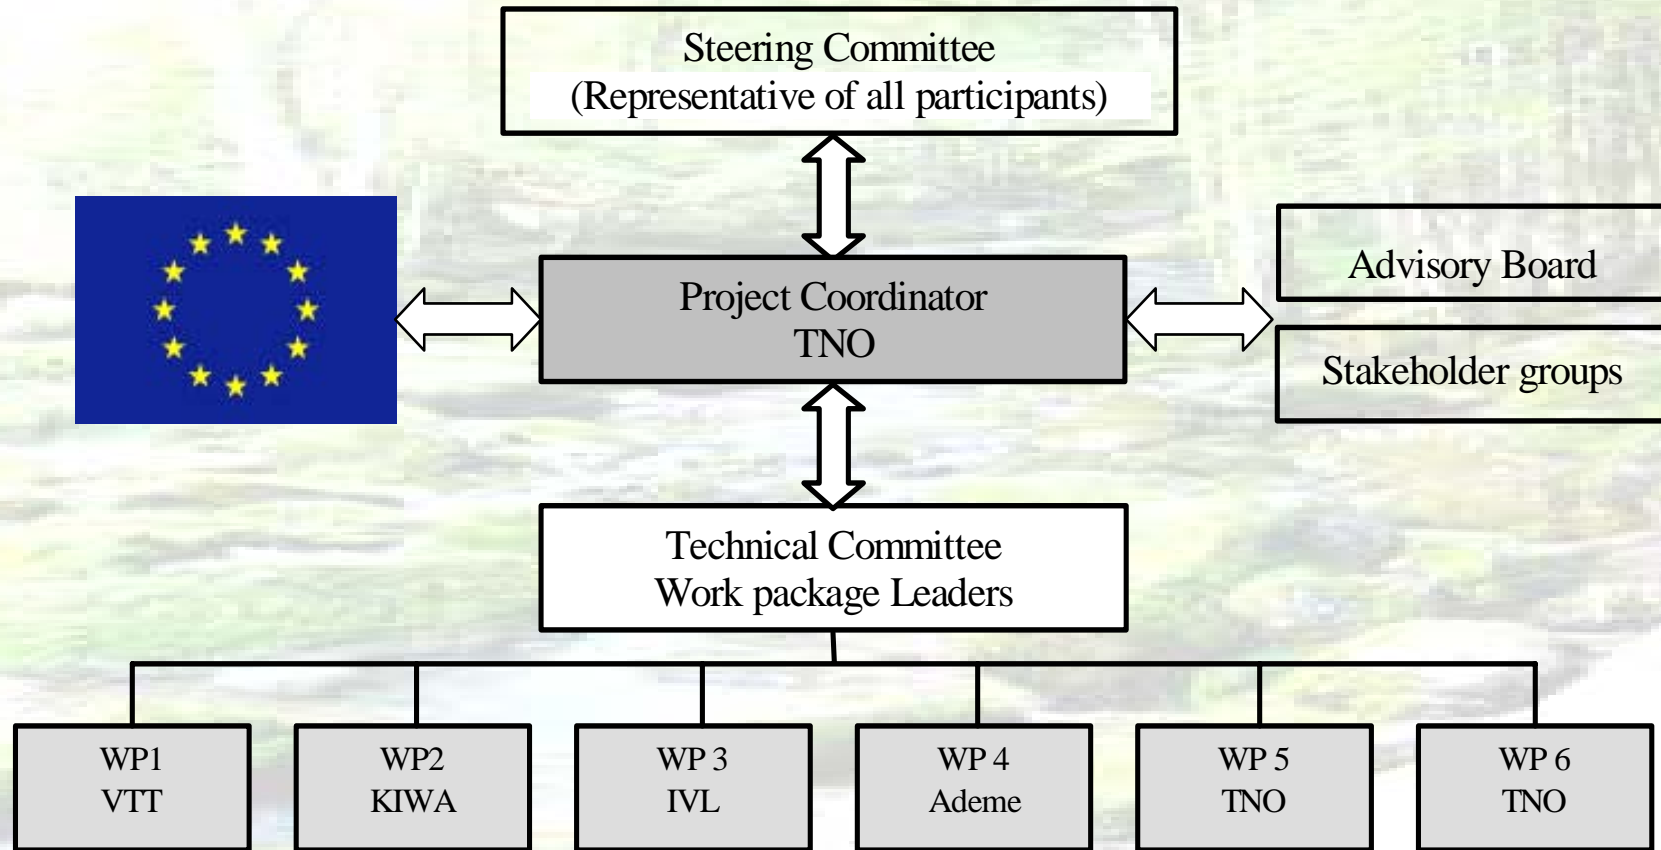 Steering Committee
(Representative of all participants)
Project Coordinator
TNO
Advisory Board
Stakeholder groups
Technical Committee
Work package Leaders
WP1
VTT
WP2
KIWA
WP 3
IVL
WP 4
Ademe
WP 5
TNO
WP 6
TNO